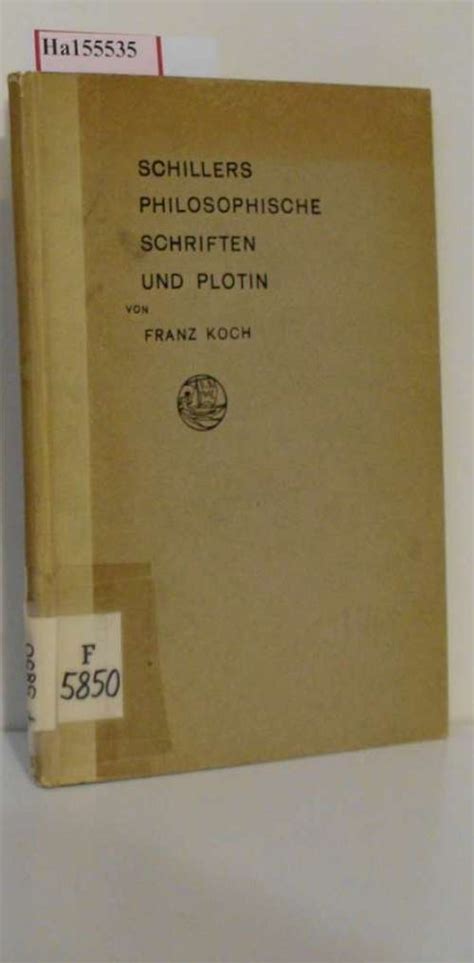 Ha155535
SCHILLERS
PHILOSOPHISCHE
SCHRIFTEN
UND PLOTIN
VON
FRANZ KOCH
F
5850